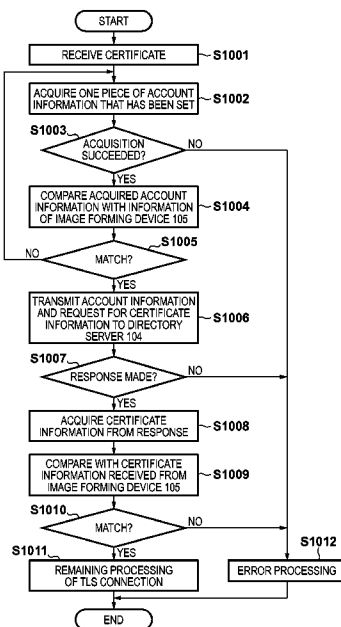 START
RECEIVE CERTIFICATE
S1001
ACQUIRE ONE PIECE OF ACCOUNT
INFORMATION THAT HAS BEEN SET
S1002
S1003
ACQUISITION
SUCCEEDED?
NO
YES
COMPARE ACQUIRED ACCOUNT
INFORMATION WITH INFORMATION
OF IMAGE FORMING DEVICE 105
S1004
S1005
NO
MATCH?
YES
TRANSMIT ACCOUNT INFORMATION
AND REQUEST FOR CERTIFICATE
INFORMATION TO DIRECTORY
SERVER 104
S1006
S1007
RESPONSE MADE?
NO
YES
ACQUIRE CERTIFICATE
INFORMATION FROM RESPONSE
S1008
COMPARE WITH CERTIFICATE
INFORMATION RECEIVED FROM
IMAGE FORMING DEVICE 105
S1009
S1010
MATCH?
NO
YES
S1011
REMAINING PROCESSING
OF TLS CONNECTION
S1012
ERROR PROCESSING
END